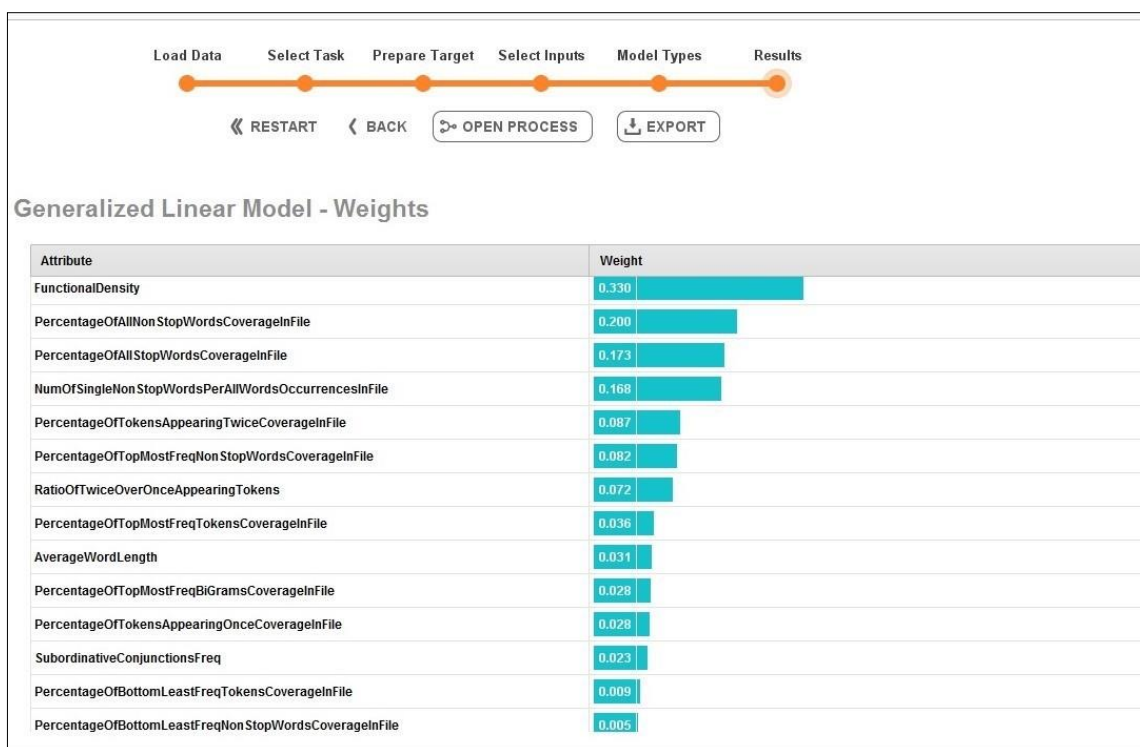 Load Data Select Task Prepare Target Select Inputs Model Types Results
RESTART BACK OPEN PROCESS EXPORT
Generalized Linear Model - Weights
Attribute Weight
FunctionalDensity 0.330
PercentageOfAllNonStopWordsCoverageInFile 0.200
PercentageOfAllStopWordsCoverageInFile 0.173
NumOfSingleNonStopWordsPerAllWordsOccurrencesInFile 0.168
PercentageOfTokensAppearingTwiceCoverageInFile 0.087
PercentageOfTopMostFreqNonStopWordsCoverageInFile 0.082
RatioOfTwiceOverOnceAppearingTokens 0.072
PercentageOfTopMostFreqTokensCoverageInFile 0.036
AverageWordLength 0.031
PercentageOfTopMostFreqBiGramsCoverageInFile 0.028
PercentageOfTokensAppearingOnceCoverageInFile 0.028
SubordinativeConjunctionsFreq 0.023
PercentageOfBottomLeastFreqTokensCoverageInFile 0.009
PercentageOfBottomLeastFreqNonStopWordsCoverageInFile 0.005